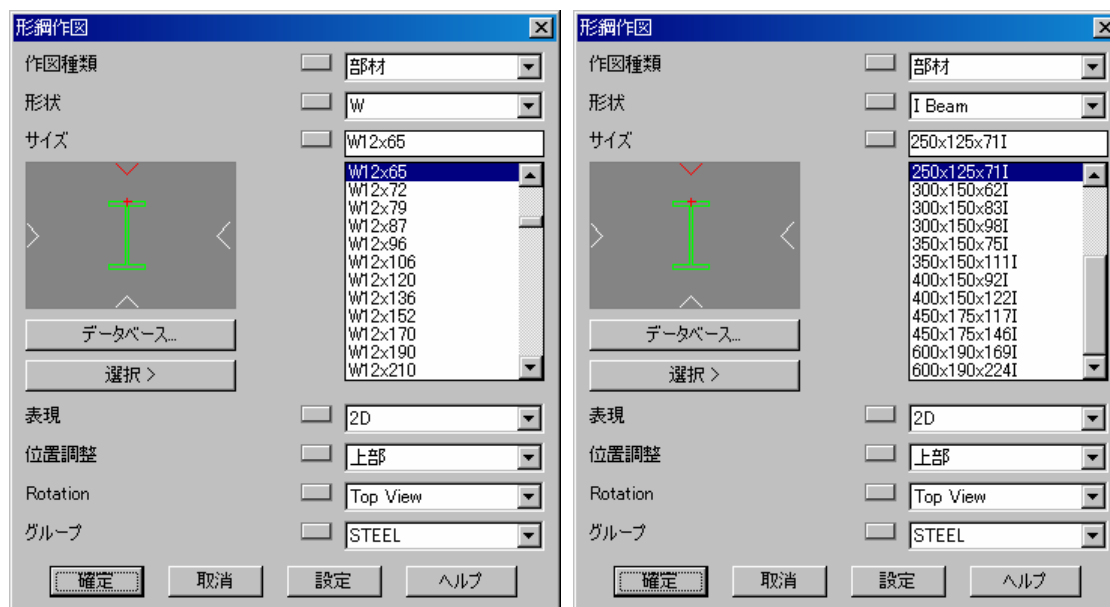 形鋼作図
作図種類 部材
形状 W
サイズ W12x65
W12x65
W12x72
W12x79
W12x87
W12x96
W12x106
W12x120
W12x136
W12x152
W12x170
W12x190
W12x210
データベース...
選択 >
表現 2D
位置調整 上部
Rotation Top View
グループ STEEL
確定 取消 設定 ヘルプ
形鋼作図
作図種類 部材
形状 I Beam
サイズ 250x125x71I
250x125x71I
300x150x62I
300x150x83I
300x150x98I
350x150x75I
350x150x111I
400x150x92I
400x150x122I
450x175x117I
450x175x146I
600x190x169I
600x190x224I
データベース...
選択 >
表現 2D
位置調整 上部
Rotation Top View
グループ STEEL
確定 取消 設定 ヘルプ